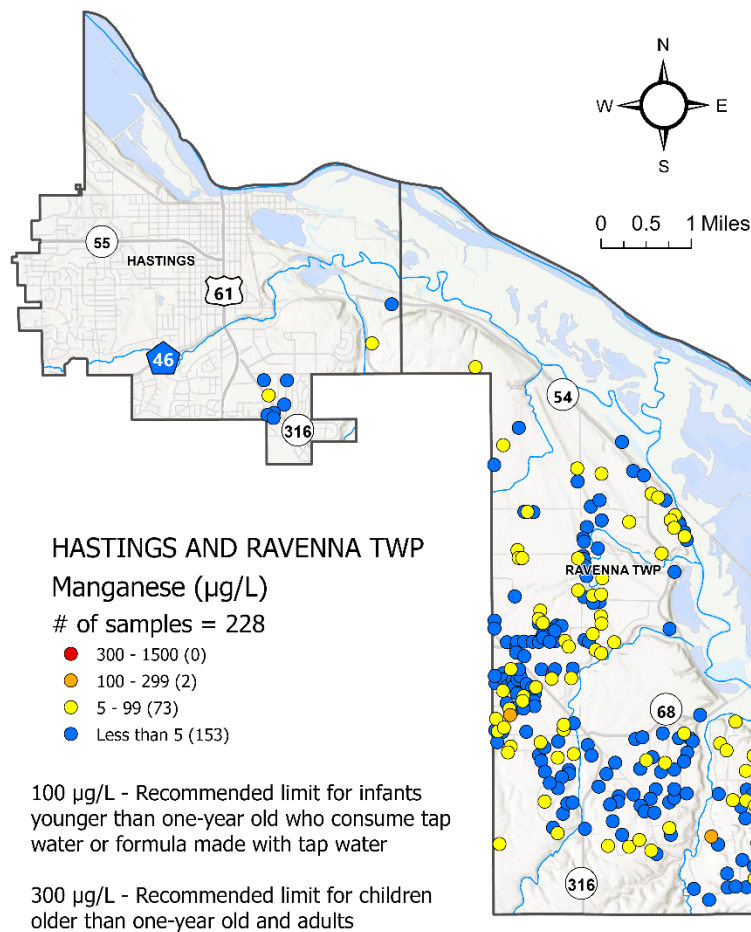 N
W E
S
0 0.5 1 Miles
55
HASTINGS
61
46
316
54
RAVENNA TWP
68
316
HASTINGS AND RAVENNA TWP
Manganese (µg/L)
# of samples = 228
300 - 1500 (0)
100 - 299 (2)
5 - 99 (73)
Less than 5 (153)
100 µg/L - Recommended limit for infants
younger than one-year old who consume tap
water or formula made with tap water
300 µg/L - Recommended limit for children
older than one-year old and adults